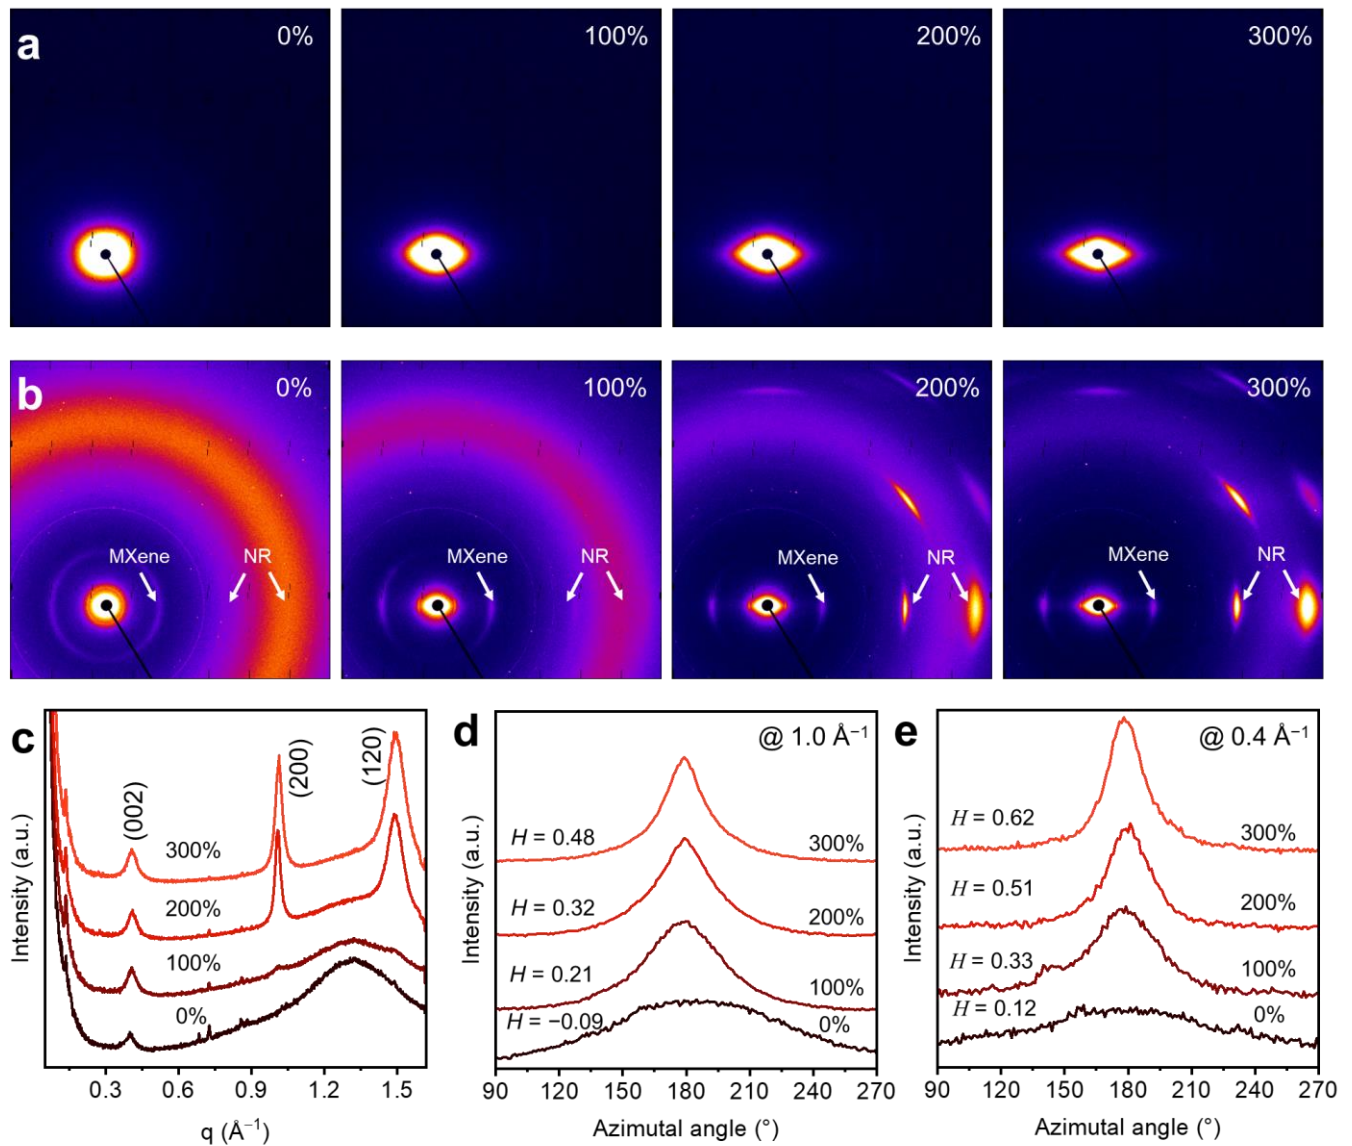 a
0%
100%
200%
300%
b
0%
100%
200%
300%
MXene
NR
MXene
NR
MXene
NR
MXene
NR
c
(002)
(200)
(120)
300%
200%
100%
0%
Intensity (a.u.)
0.3 0.6 0.9 1.2 1.5
q (Å⁻¹)
d
@ 1.0 Å⁻¹
H = 0.48
300%
H = 0.32
200%
H = 0.21
100%
H = −0.09
0%
Intensity (a.u.)
90 120 150 180 210 240 270
Azimutal angle (°)
e
@ 0.4 Å⁻¹
H = 0.62
300%
H = 0.51
200%
H = 0.33
100%
H = 0.12
0%
Intensity (a.u.)
90 120 150 180 210 240 270
Azimutal angle (°)